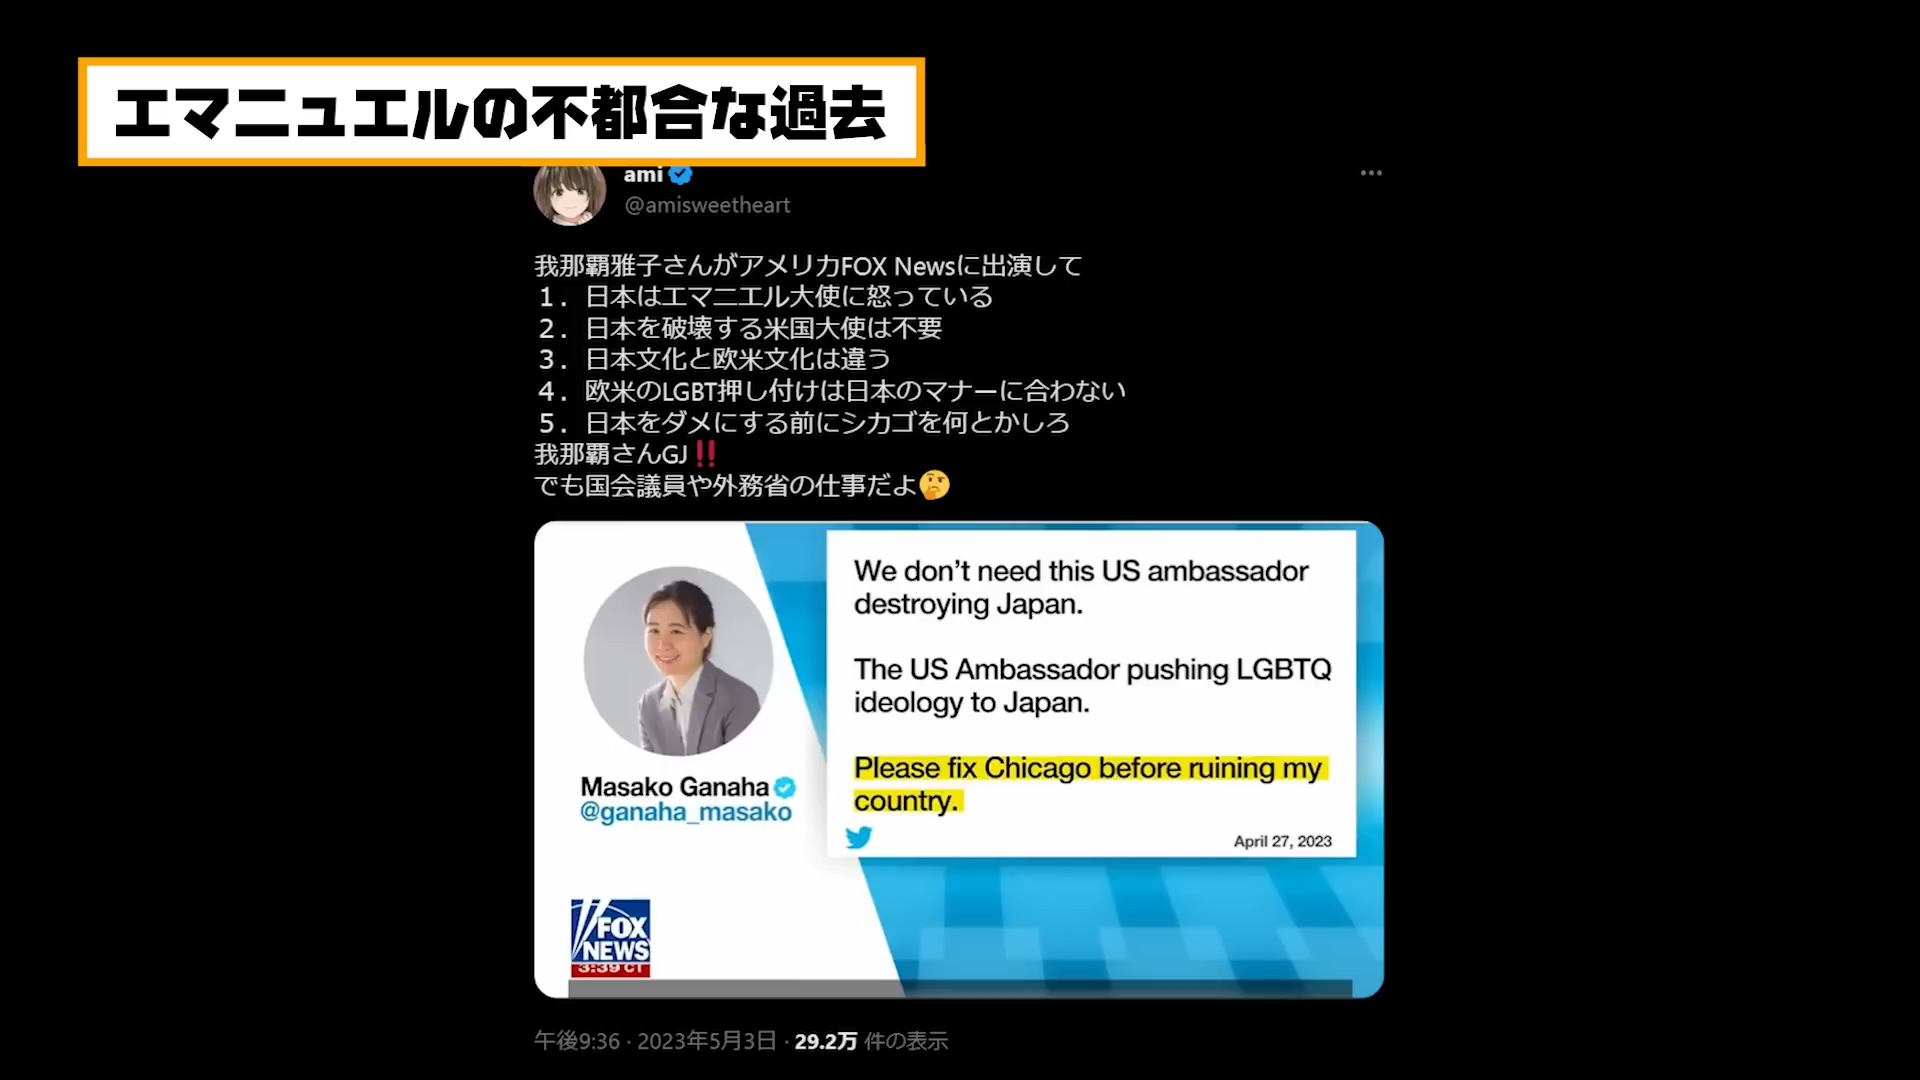 エマニュエルの不都合な過去
ami
@amisweetheart
我那覇雅子さんがアメリカFOX Newsに出演して
１．日本はエマニエル大使に怒っている
２．日本を破壊する米国大使は不要
３．日本文化と欧米文化は違う
４．欧米のLGBT押し付けは日本のマナーに合わない
５．日本をダメにする前にシカゴを何とかしろ
我那覇さんGJ‼️
でも国会議員や外務省の仕事だよ🤔
We don't need this US ambassador
destroying Japan.
The US Ambassador pushing LGBTQ
ideology to Japan.
Please fix Chicago before ruining my
country.
April 27, 2023
Masako Ganaha
@ganaha_masako
FOX
NEWS
3:39 CT
午後9:36 · 2023年5月3日 · 29.2万 件の表示